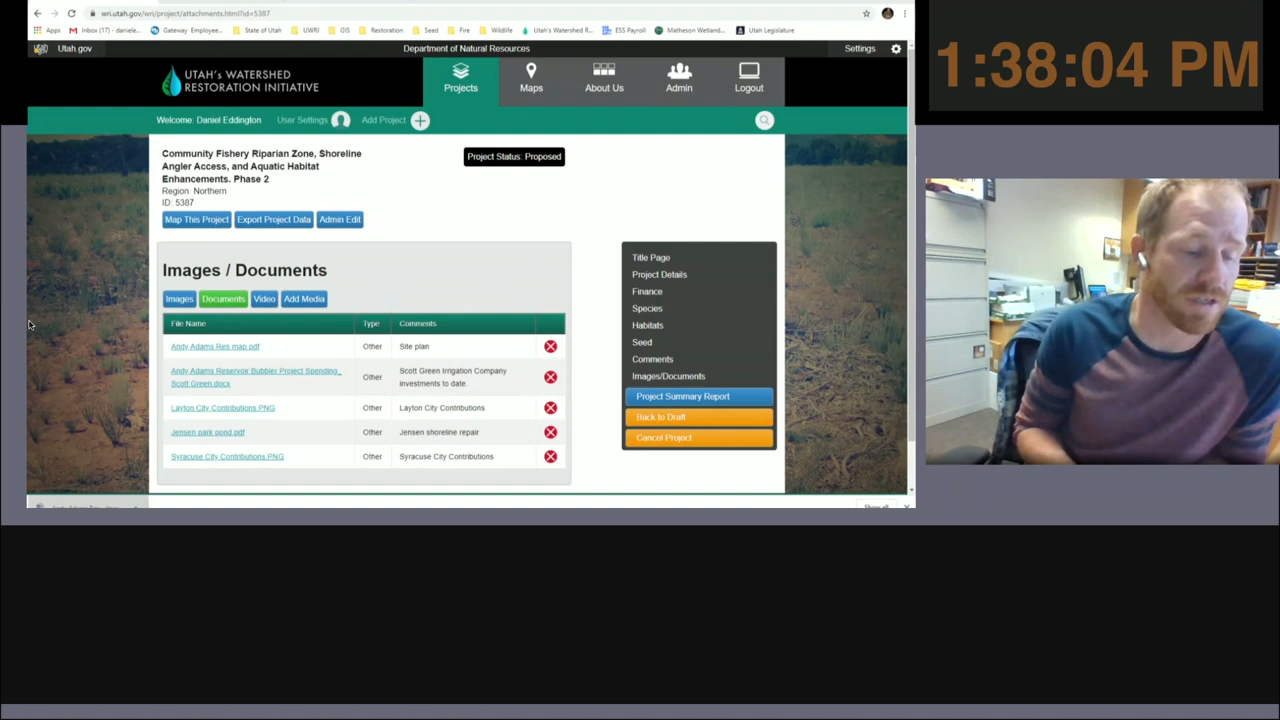 wri.utah.gov/wri/project/attachments.html?id=5387
Apps Inbox (17) - daniele... Gateway Employee... State of Utah UWRI GIS Restoration Seed Fire Wildlife Utah's Watershed R... ESS Payroll Matheson Wetland... Utah Legislature
Utah.gov Department of Natural Resources Settings
UTAH'S WATERSHED
RESTORATION INITIATIVE
Projects Maps About Us Admin Logout
Welcome: Daniel Eddington User Settings Add Project
Community Fishery Riparian Zone, Shoreline
Angler Access, and Aquatic Habitat
Enhancements. Phase 2
Region: Northern
ID: 5387
Project Status: Proposed
Map This Project Export Project Data Admin Edit
Images / Documents
Images Documents Video Add Media
File Name Type Comments
Andy Adams Res map.pdf Other Site plan
Andy Adams Reservoir Bubbler Project Spending_
Scott Green.docx
Other
Scott Green Irrigation Company
investments to date.
Layton City Contributions.PNG Other Layton City Contributions
Jensen park pond.pdf Other Jensen shoreline repair
Syracuse City Contributions.PNG Other Syracuse City Contributions
Title Page
Project Details
Finance
Species
Habitats
Seed
Comments
Images/Documents
Project Summary Report
Back to Draft
Cancel Project
Show all
1:38:04 PM